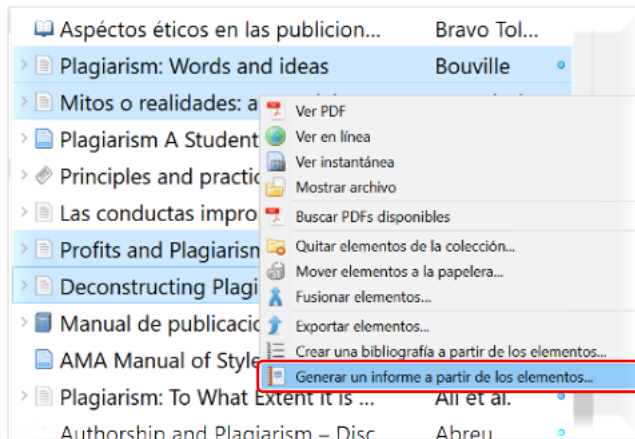 Aspéctos éticos en las publicion... Bravo Tol...
Plagiarism: Words and ideas Bouville
Mitos o realidades: a
Plagiarism A Student
Principles and practic
Las conductas impro
Profits and Plagiarism
Deconstructing Plagi
Manual de publicacio
AMA Manual of Style
Plagiarism: To What Extent It Is ... Ali et al.
Authorship and Plagiarism – Disc Abreu
Ver PDF
Ver en línea
Ver instantánea
Mostrar archivo
Buscar PDFs disponibles
Quitar elementos de la colección...
Mover elementos a la papelera...
Fusionar elementos...
Exportar elementos...
Crear una bibliografía a partir de los elementos...
Generar un informe a partir de los elementos...